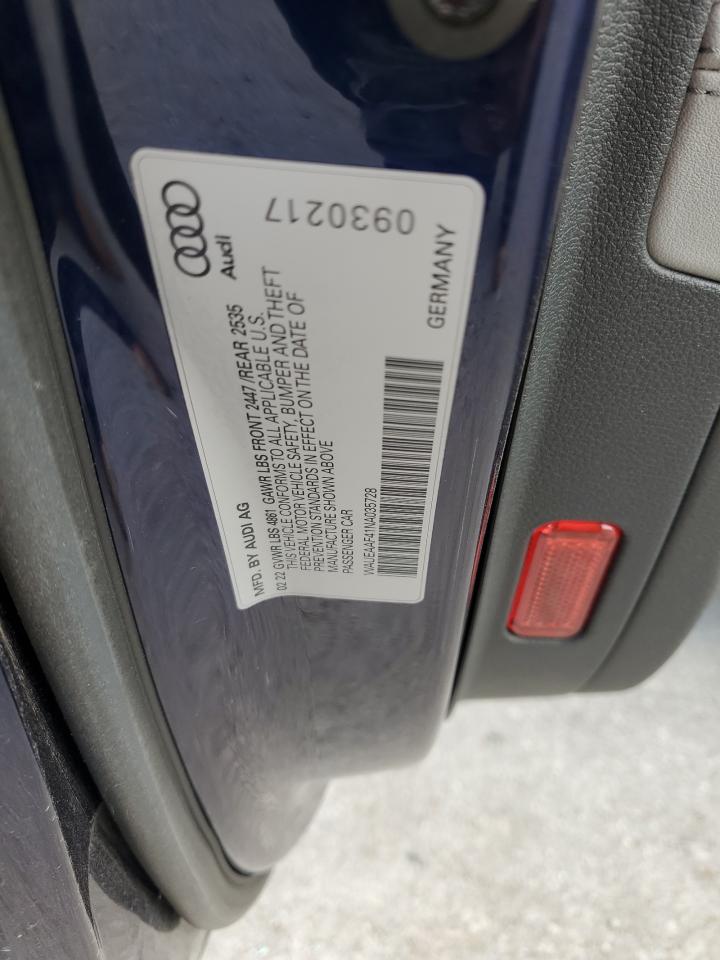 MFD. BY AUDI AG
02 22 GVWR LBS 4861 GAWR LBS FRONT 2447/REAR 2535
THIS VEHICLE CONFORMS TO ALL APPLICABLE U.S.
FEDERAL MOTOR VEHICLE SAFETY, BUMPER AND THEFT
PREVENTION STANDARDS IN EFFECT ON THE DATE OF
MANUFACTURE SHOWN ABOVE
PASSENGER CAR
WAUEAAF41NA035728
Audi
0930217
GERMANY